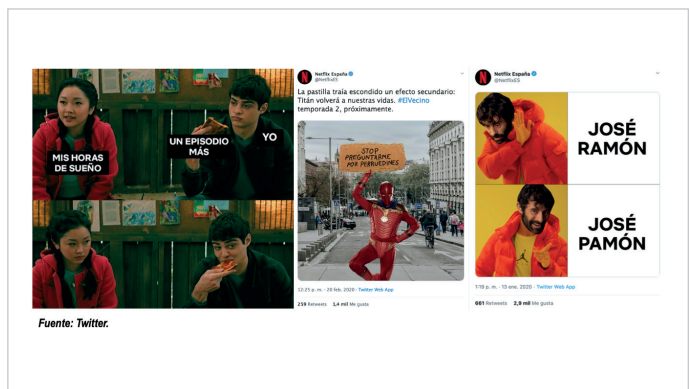 MIS HORAS
DE SUEÑO
UN EPISODIO
MÁS
YO
Netflix España
@NetflixES
La pastilla traía escondido un efecto secundario:
Titán volverá a nuestras vidas. #ElVecino
temporada 2, próximamente.
STOP
PREGUNTARME
POR PERRUEDINES
12:25 p. m. · 28 feb. 2020 · Twitter Web App
259 Retweets 1,4 mil Me gusta
Netflix España
@NetflixES
JOSÉ
RAMÓN
JOSÉ
PAMÓN
1:19 p. m. · 13 ene. 2020 · Twitter Web App
661 Retweets 2,9 mil Me gusta
Fuente: Twitter.